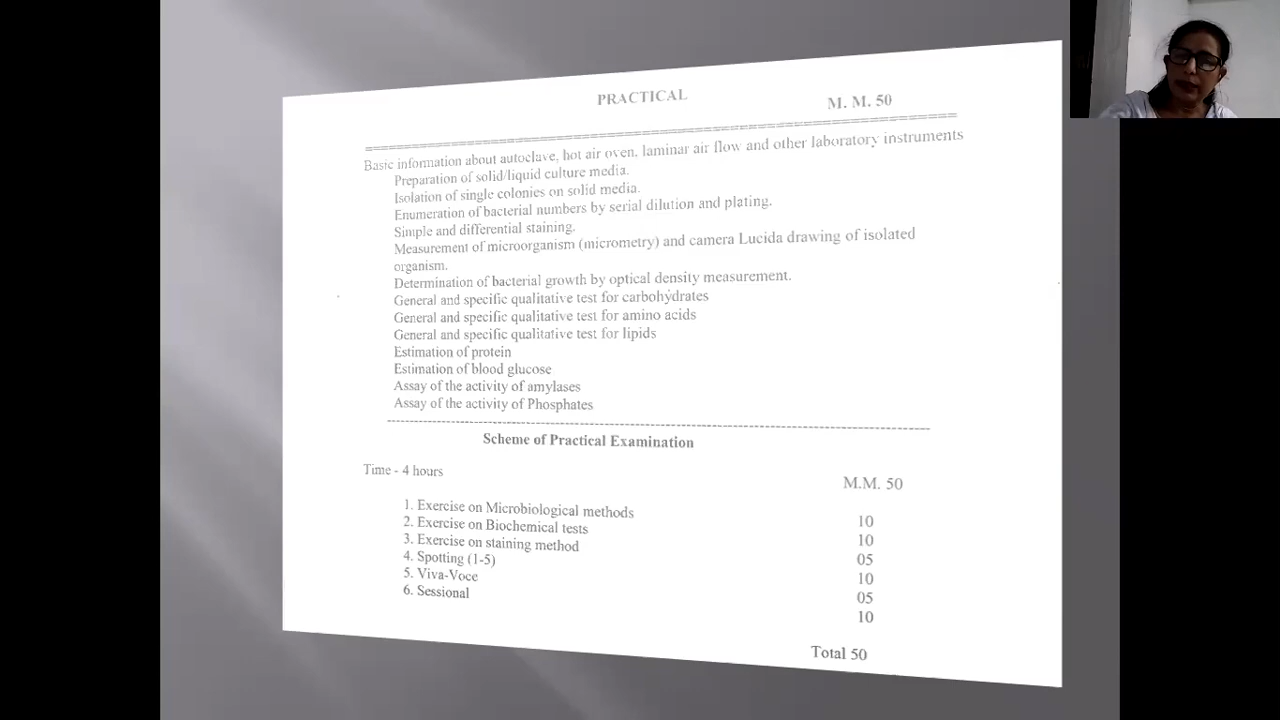 PRACTICAL
M. M. 50
Basic information about autoclave, hot air oven, laminar air flow and other laboratory instruments
Preparation of solid/liquid culture media.
Isolation of single colonies on solid media.
Enumeration of bacterial numbers by serial dilution and plating.
Simple and differential staining.
Measurement of microorganism (micrometry) and camera Lucida drawing of isolated
organism.
Determination of bacterial growth by optical density measurement.
General and specific qualitative test for carbohydrates
General and specific qualitative test for amino acids
General and specific qualitative test for lipids
Estimation of protein
Estimation of blood glucose
Assay of the activity of amylases
Assay of the activity of Phosphates
Scheme of Practical Examination
Time - 4 hours
M.M. 50
1. Exercise on Microbiological methods 10
2. Exercise on Biochemical tests 10
3. Exercise on staining method 05
4. Spotting (1-5) 10
5. Viva-Voce 05
6. Sessional 10
Total 50